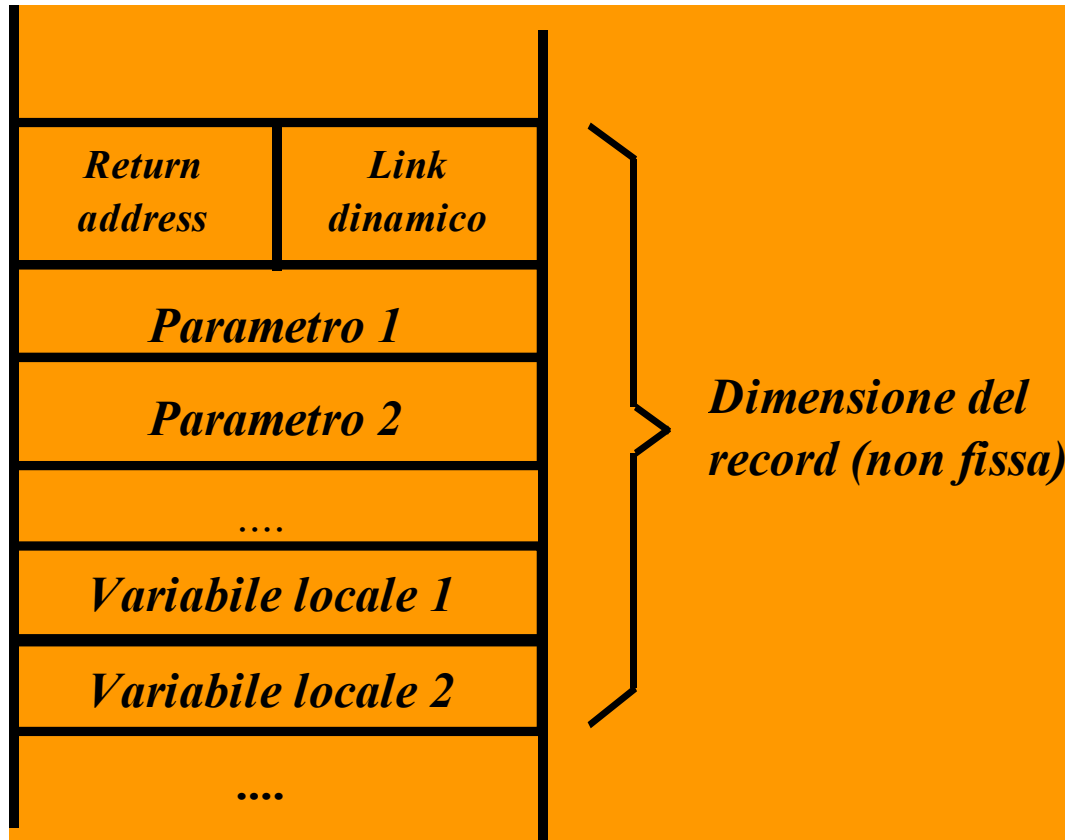 Return
address
Link
dinamico
Parametro 1
Parametro 2
....
Variabile locale 1
Variabile locale 2
....
Dimensione del
record (non fissa)